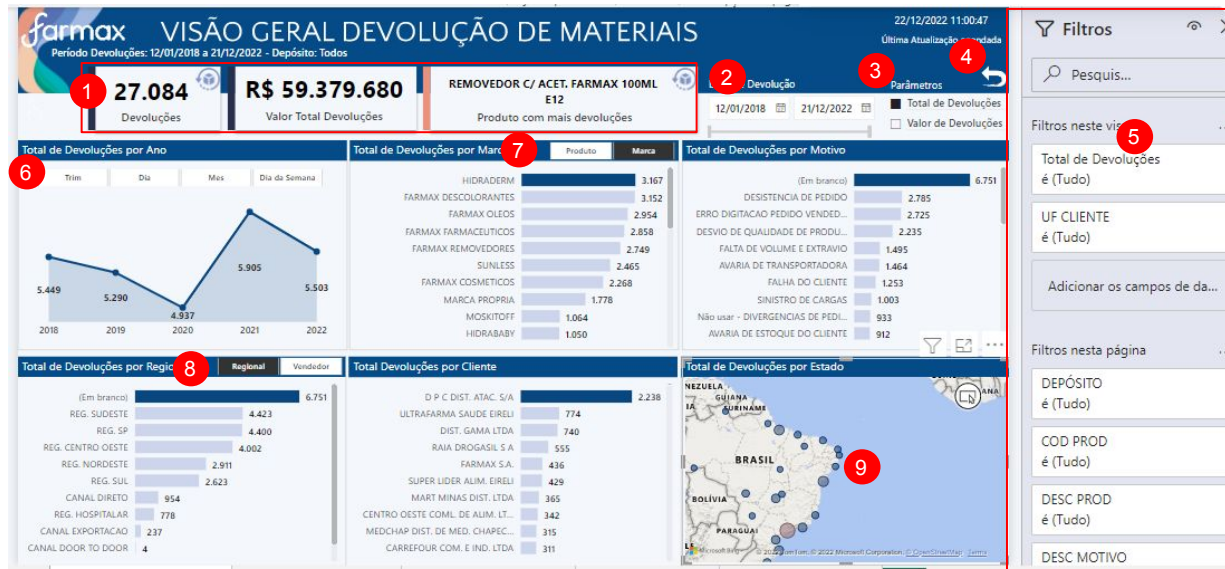 farmax
VISÃO GERAL DEVOLUÇÃO DE MATERIAIS
Período Devoluções: 12/01/2018 a 21/12/2022 - Depósito: Todos
22/12/2022 11:00:47
Última Atualização
1
27.084
Devoluções
R$ 59.379.680
Valor Total Devoluções
REMOVEDOR C/ ACET. FARMAX 100ML
E12
Produto com mais devoluções
2
Devolução
12/01/2018
21/12/2022
3
Parâmetros
4
Total de Devoluções
Valor de Devoluções
Total de Devoluções por Ano
6
Trim
Dia
Mes
Dia da Semana
5.449
5.290
4.937
5.905
5.503
2018
2019
2020
2021
2022
Total de Devoluções por
7
Produto
Marca
HIDRADERM 3.167
FARMAX DESCOLORANTES 3.152
FARMAX OLEOS 2.954
FARMAX FARMACEUTICOS 2.858
FARMAX REMOVEDORES 2.749
SUNLESS 2.465
FARMAX COSMETICOS 2.268
MARCA PROPRIA 1.778
MOSKITOFF 1.064
HIDRABABY 1.050
Total de Devoluções por Motivo
(Em branco) 6.751
DESISTENCIA DE PEDIDO 2.785
ERRO DIGITACAO PEDIDO VENDED... 2.725
DESVIO DE QUALIDADE DE PRODU... 2.235
FALTA DE VOLUME E EXTRAVIO 1.495
AVARIA DE TRANSPORTADORA 1.464
FALHA DO CLIENTE 1.253
SINISTRO DE CARGAS 1.003
Não usar - DIVERGENCIAS DE PEDI... 933
AVARIA DE ESTOQUE DO CLIENTE 912
Total de Devoluções por
8
Regional
Vendedor
(Em branco) 6.751
REG. SUDESTE 4.423
REG. SP 4.400
REG. CENTRO OESTE 4.002
REG. NORDESTE 2.911
REG. SUL 2.623
CANAL DIRETO 954
REG. HOSPITALAR 778
CANAL EXPORTACAO 237
CANAL DOOR TO DOOR 4
Total Devoluções por Cliente
D P C DIST. ATAC. S/A 2.238
ULTRAFARMA SAUDE EIRELI 774
DIST. GAMA LTDA 740
RAIA DROGASIL S A 555
FARMAX S.A. 436
SUPER LIDER ALIM. EIRELI 429
MART MINAS DIST. LTDA 365
CENTRO OESTE COML. DE ALIM. LT... 342
MEDCHAP DIST. DE MED. CHAPEC... 315
CARREFOUR COM. E IND. LTDA 311
Total de Devoluções por Estado
GUIANA
SURINAME
BRASIL
9
BOLÍVIA
PARAGUAI
© 2022 TomTom, © 2022 Microsoft Corporation, © OpenStreetMap Terms
Filtros
Pesquis...
Filtros neste
5
Total de Devoluções
é (Tudo)
UF CLIENTE
é (Tudo)
Adicionar os campos de da...
Filtros nesta página
DEPÓSITO
é (Tudo)
COD PROD
é (Tudo)
DESC PROD
é (Tudo)
DESC MOTIVO